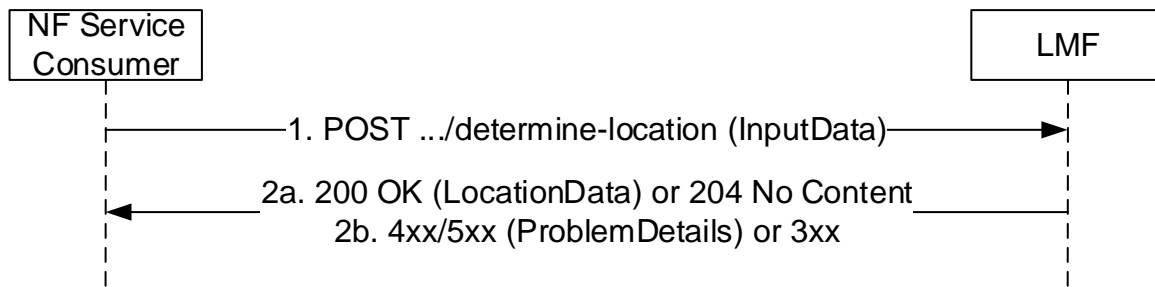 NF Service
Consumer
LMF
1. POST .../determine-location (InputData)
2a. 200 OK (LocationData) or 204 No Content
2b. 4xx/5xx (ProblemDetails) or 3xx